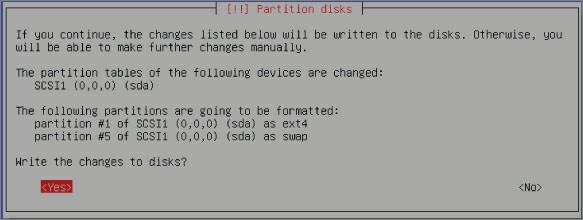 [!!] Partition disks
If you continue, the changes listed below will be written to the disks. Otherwise, you
will be able to make further changes manually.
The partition tables of the following devices are changed:
SCSI1 (0,0,0) (sda)
The following partitions are going to be formatted:
partition #1 of SCSI1 (0,0,0) (sda) as ext4
partition #5 of SCSI1 (0,0,0) (sda) as swap
Write the changes to disks?
<Yes> <No>